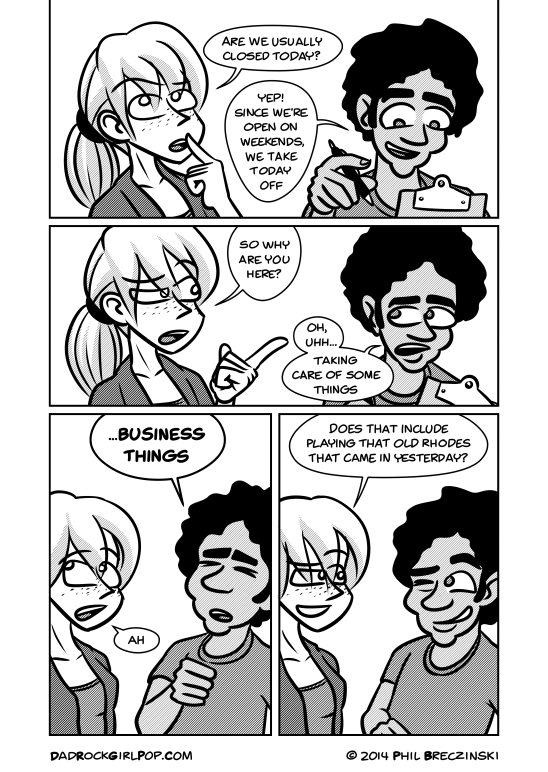 ARE WE USUALLY
CLOSED TODAY?
YEP!
SINCE WE'RE
OPEN ON
WEEKENDS,
WE TAKE
TODAY
OFF
SO WHY
ARE YOU
HERE?
OH,
UHH...
TAKING
CARE OF SOME
THINGS
...BUSINESS
THINGS
AH
DOES THAT INCLUDE
PLAYING THAT OLD RHODES
THAT CAME IN YESTERDAY?
DADROCKGIRLPOP.COM
© 2014 PHIL BRECZINSKI